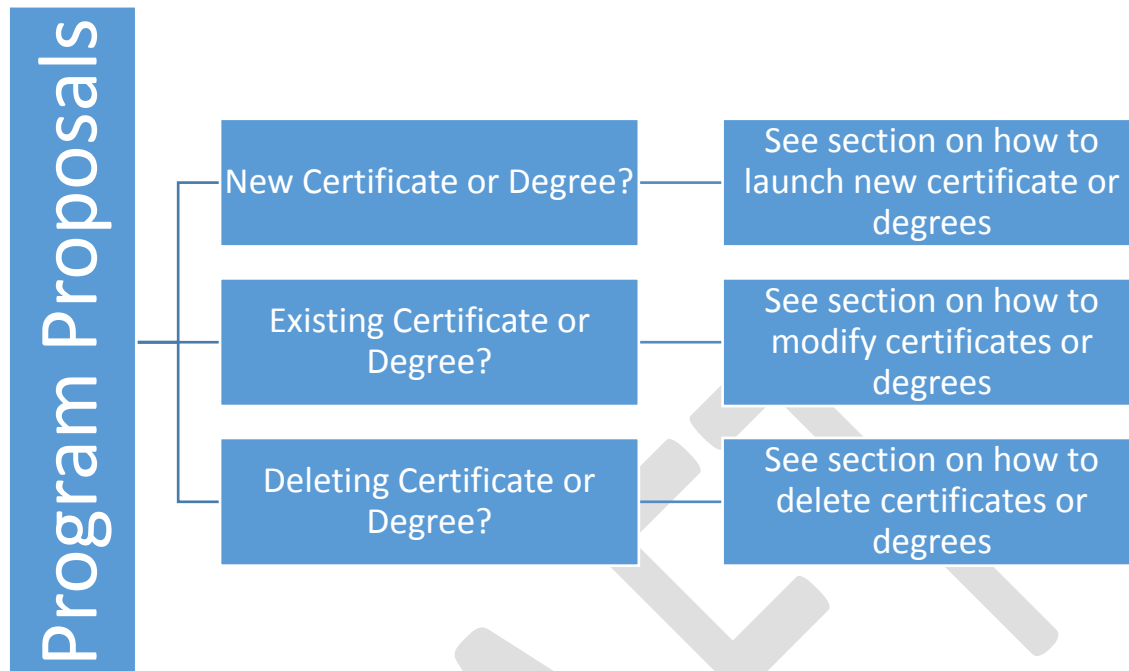 Program Proposals
New Certificate or Degree?
See section on how to
launch new certificate or
degrees
Existing Certificate or
Degree?
See section on how to
modify certificates or
degrees
Deleting Certificate or
Degree?
See section on how to
delete certificates or
degrees